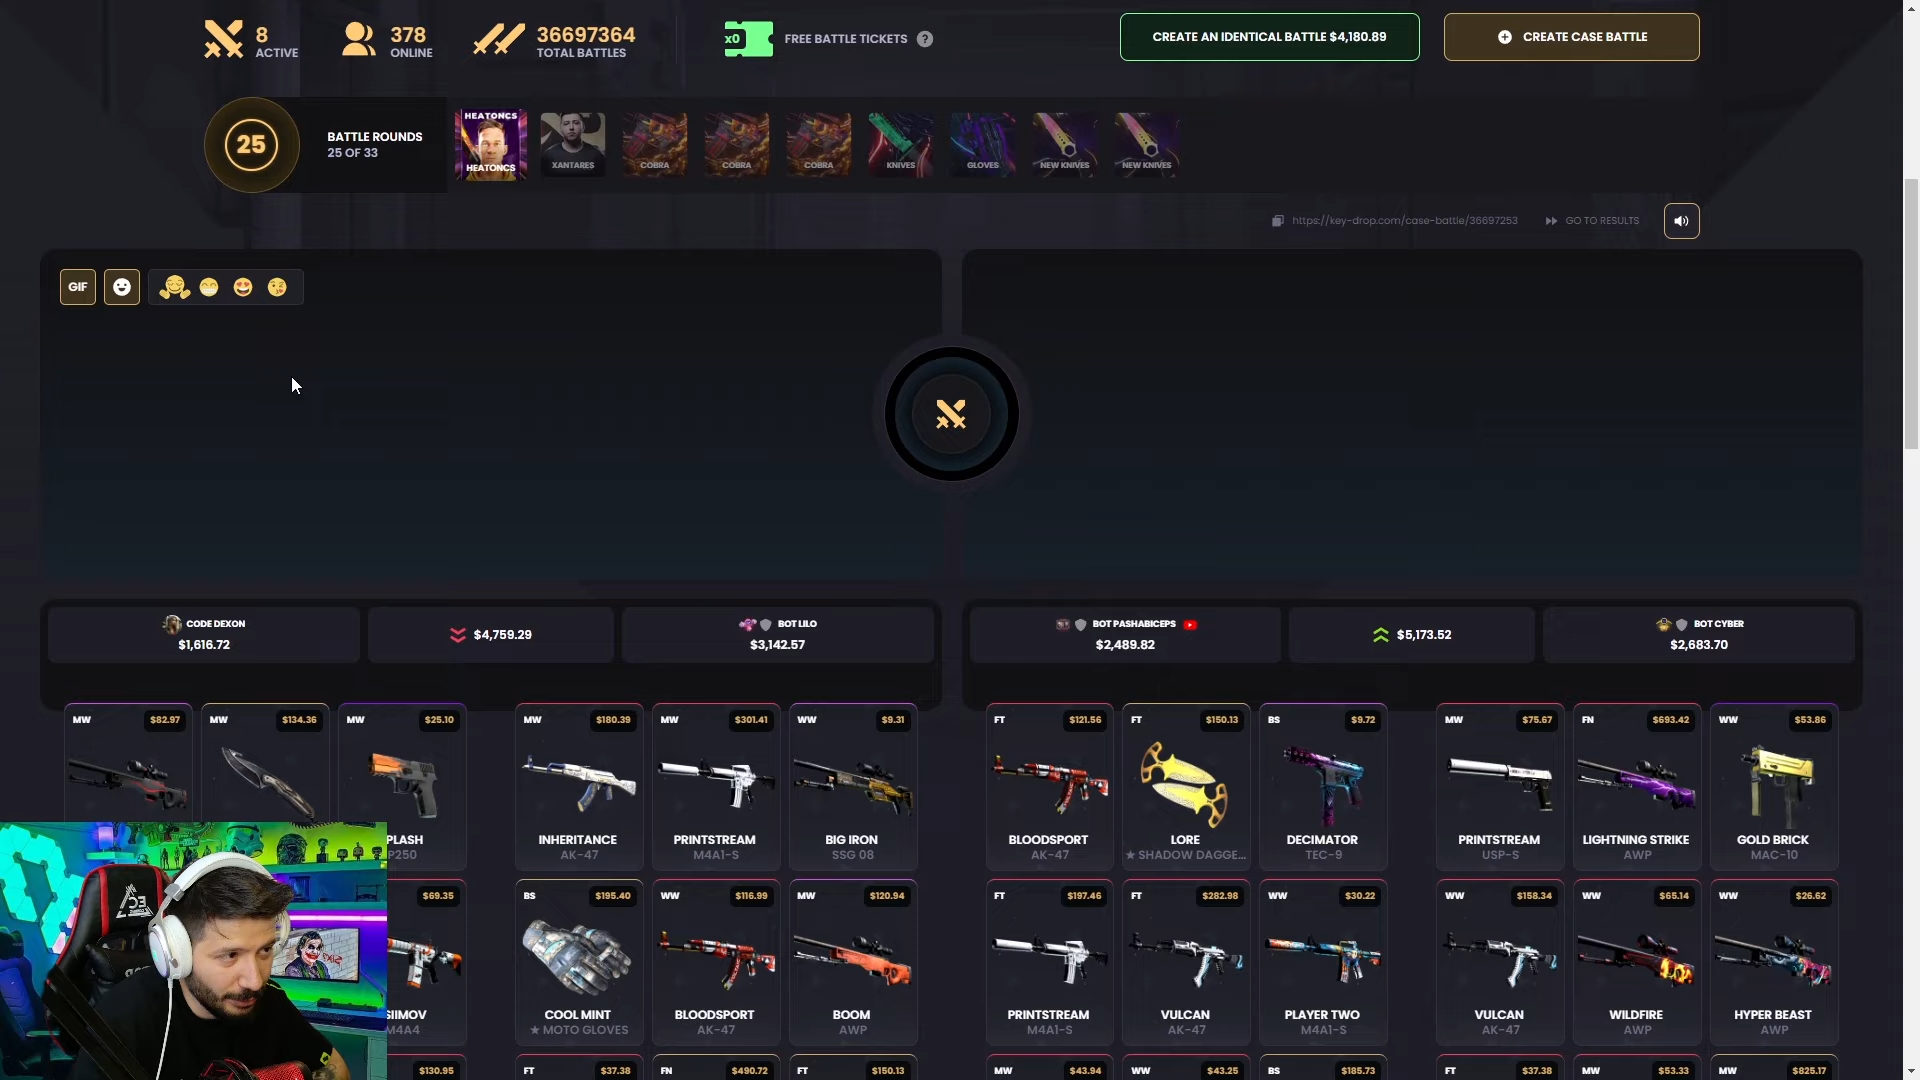 8
ACTIVE
378
ONLINE
36697364
TOTAL BATTLES
x0
FREE BATTLE TICKETS
?
CREATE AN IDENTICAL BATTLE $4,180.89
CREATE CASE BATTLE
25
BATTLE ROUNDS
25 OF 33
HEATONCS
HEATONCS
XANTARES
COBRA
COBRA
COBRA
KNIVES
GLOVES
NEW KNIVES
NEW KNIVES
https://key-drop.com/case-battle/36697253
GO TO RESULTS
GIF
CODE DEXON
$1,616.72
$4,759.29
BOT LILO
$3,142.57
BOT PASHABICEPS
$2,489.82
$5,173.52
BOT CYBER
$2,683.70
MW $82.97
MW $134.36
MW $25.10
MW $180.39
MW $301.41
WW $9.31
FT $121.56
FT $150.13
BS $9.72
MW $75.67
FN $693.42
WW $53.86
PLASH
P250
INHERITANCE
AK-47
PRINTSTREAM
M4A1-S
BIG IRON
SSG 08
BLOODSPORT
AK-47
LORE
★ SHADOW DAGGE...
DECIMATOR
TEC-9
PRINTSTREAM
USP-S
LIGHTNING STRIKE
AWP
GOLD BRICK
MAC-10
$69.35
BS $195.40
WW $116.99
MW $120.94
FT $197.46
FT $282.98
WW $30.22
WW $158.34
WW $65.14
WW $26.62
SIIMOV
M4A4
COOL MINT
★ MOTO GLOVES
BLOODSPORT
AK-47
BOOM
AWP
PRINTSTREAM
M4A1-S
VULCAN
AK-47
PLAYER TWO
M4A1-S
VULCAN
AK-47
WILDFIRE
AWP
HYPER BEAST
AWP
$130.95
FT $37.38
FN $490.72
FT $150.13
MW $43.94
WW $43.25
BS $185.73
FT $37.38
MW $53.33
MW $825.17